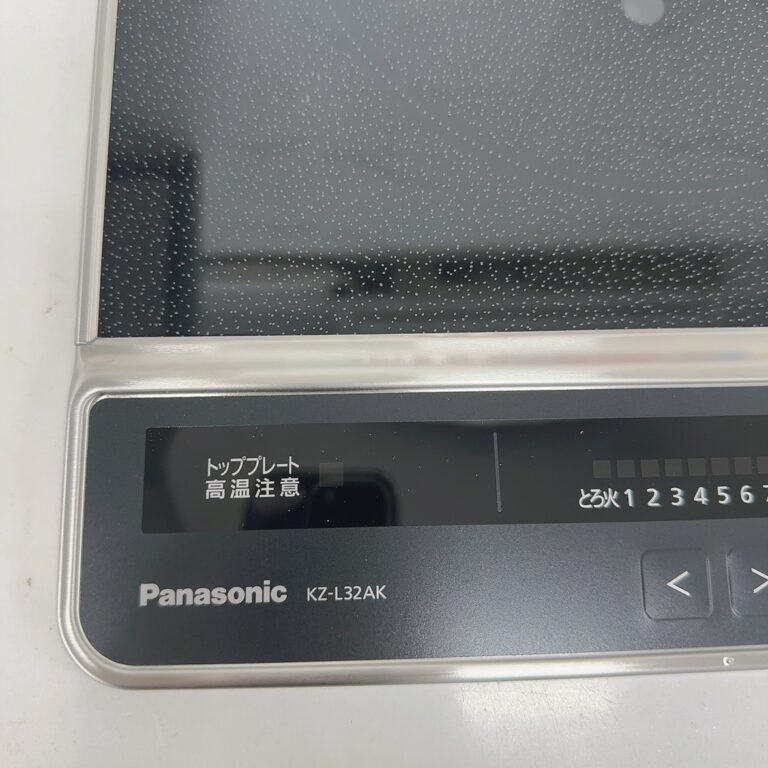 トッププレート
高温注意
とろ火 1 2 3 4 5 6
Panasonic KZ-L32AK
< >